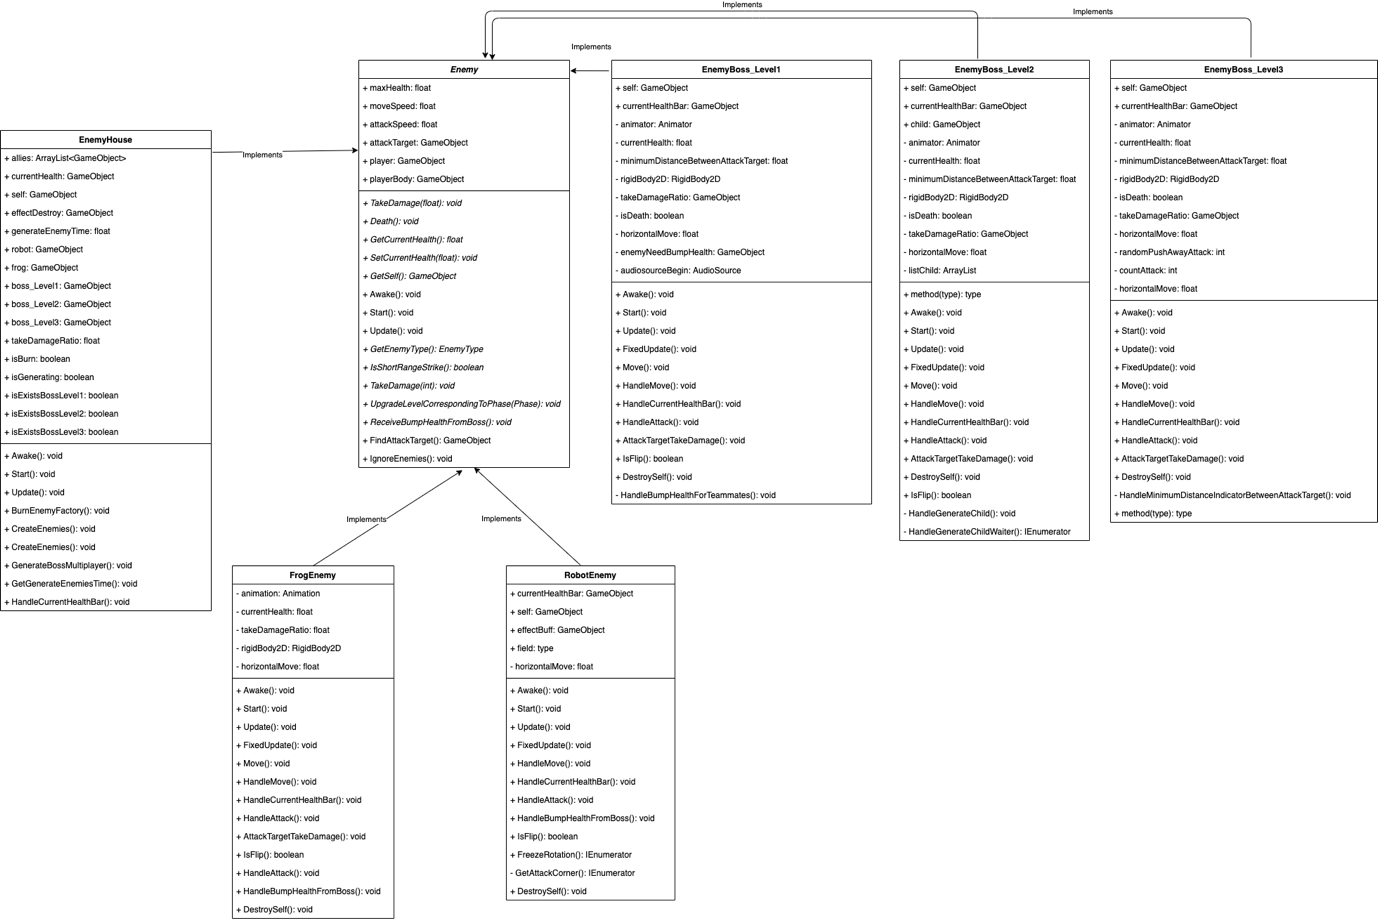 Implements
Implements
Implements
Enemy
+ maxHealth: float
+ moveSpeed: float
+ attackSpeed: float
+ attackTarget: GameObject
+ player: GameObject
+ playerBody: GameObject
+ TakeDamage(float): void
+ Death(): void
+ GetCurrentHealth(): float
+ SetCurrentHealth(float): void
+ GetSelf(): GameObject
+ Awake(): void
+ Start(): void
+ Update(): void
+ GetEnemyType(): EnemyType
+ IsShortRangeStrike(): boolean
+ TakeDamage(int): void
+ UpgradeLevelCorrespondingToPhase(Phase): void
+ ReceiveBumpHealthFromBoss(): void
+ FindAttackTarget(): GameObject
+ IgnoreEnemies(): void
EnemyBoss_Level1
+ self: GameObject
+ currentHealthBar: GameObject
- animator: Animator
- currentHealth: float
- minimumDistanceBetweenAttackTarget: float
- rigidBody2D: RigidBody2D
- takeDamageRatio: GameObject
- isDeath: boolean
- horizontalMove: float
- enemyNeedBumpHealth: GameObject
- audiosourceBegin: AudioSource
+ Awake(): void
+ Start(): void
+ Update(): void
+ FixedUpdate(): void
+ Move(): void
+ HandleMove(): void
+ HandleCurrentHealthBar(): void
+ HandleAttack(): void
+ AttackTargetTakeDamage(): void
+ IsFlip(): boolean
+ DestroySelf(): void
- HandleBumpHealthForTeammates(): void
EnemyBoss_Level2
+ self: GameObject
+ currentHealthBar: GameObject
+ child: GameObject
- animator: Animator
- currentHealth: float
- minimumDistanceBetweenAttackTarget: float
- rigidBody2D: RigidBody2D
- isDeath: boolean
- takeDamageRatio: GameObject
- horizontalMove: float
- listChild: ArrayList
+ method(type): type
+ Awake(): void
+ Start(): void
+ Update(): void
+ FixedUpdate(): void
+ Move(): void
+ HandleMove(): void
+ HandleCurrentHealthBar(): void
+ HandleAttack(): void
+ AttackTargetTakeDamage(): void
+ DestroySelf(): void
+ IsFlip(): boolean
- HandleGenerateChild(): void
- HandleGenerateChildWaiter(): IEnumerator
EnemyBoss_Level3
+ self: GameObject
+ currentHealthBar: GameObject
- animator: Animator
- currentHealth: float
- minimumDistanceBetweenAttackTarget: float
- rigidBody2D: RigidBody2D
- isDeath: boolean
- takeDamageRatio: GameObject
- horizontalMove: float
- randomPushAwayAttack: int
- countAttack: int
- horizontalMove: float
+ Awake(): void
+ Start(): void
+ Update(): void
+ FixedUpdate(): void
+ Move(): void
+ HandleMove(): void
+ HandleCurrentHealthBar(): void
+ HandleAttack(): void
+ AttackTargetTakeDamage(): void
+ DestroySelf(): void
- HandleMinimumDistanceIndicatorBetweenAttackTarget(): void
+ method(type): type
EnemyHouse
+ allies: ArrayList<GameObject>
+ currentHealth: GameObject
+ self: GameObject
+ effectDestroy: GameObject
+ generateEnemyTime: float
+ robot: GameObject
+ frog: GameObject
+ boss_Level1: GameObject
+ boss_Level2: GameObject
+ boss_Level3: GameObject
+ takeDamageRatio: float
+ isBurn: boolean
+ isGenerating: boolean
+ isExistsBossLevel1: boolean
+ isExistsBossLevel2: boolean
+ isExistsBossLevel3: boolean
+ Awake(): void
+ Start(): void
+ Update(): void
+ BurnEnemyFactory(): void
+ CreateEnemies(): void
+ CreateEnemies(): void
+ GenerateBossMultiplayer(): void
+ GetGenerateEnemiesTime(): void
+ HandleCurrentHealthBar(): void
Implements
Implements
Implements
FrogEnemy
- animation: Animation
- currentHealth: float
- takeDamageRatio: float
- rigidBody2D: RigidBody2D
- horizontalMove: float
+ Awake(): void
+ Start(): void
+ Update(): void
+ FixedUpdate(): void
+ Move(): void
+ HandleMove(): void
+ HandleCurrentHealthBar(): void
+ HandleAttack(): void
+ AttackTargetTakeDamage(): void
+ IsFlip(): boolean
+ HandleAttack(): void
+ HandleBumpHealthFromBoss(): void
+ DestroySelf(): void
RobotEnemy
+ currentHealthBar: GameObject
+ self: GameObject
+ effectBuff: GameObject
+ field: type
- horizontalMove: float
+ Awake(): void
+ Start(): void
+ Update(): void
+ FixedUpdate(): void
+ HandleMove(): void
+ HandleCurrentHealthBar(): void
+ HandleAttack(): void
+ HandleBumpHealthFromBoss(): void
+ IsFlip(): boolean
+ FreezeRotation(): IEnumerator
- GetAttackCorner(): IEnumerator
+ DestroySelf(): void